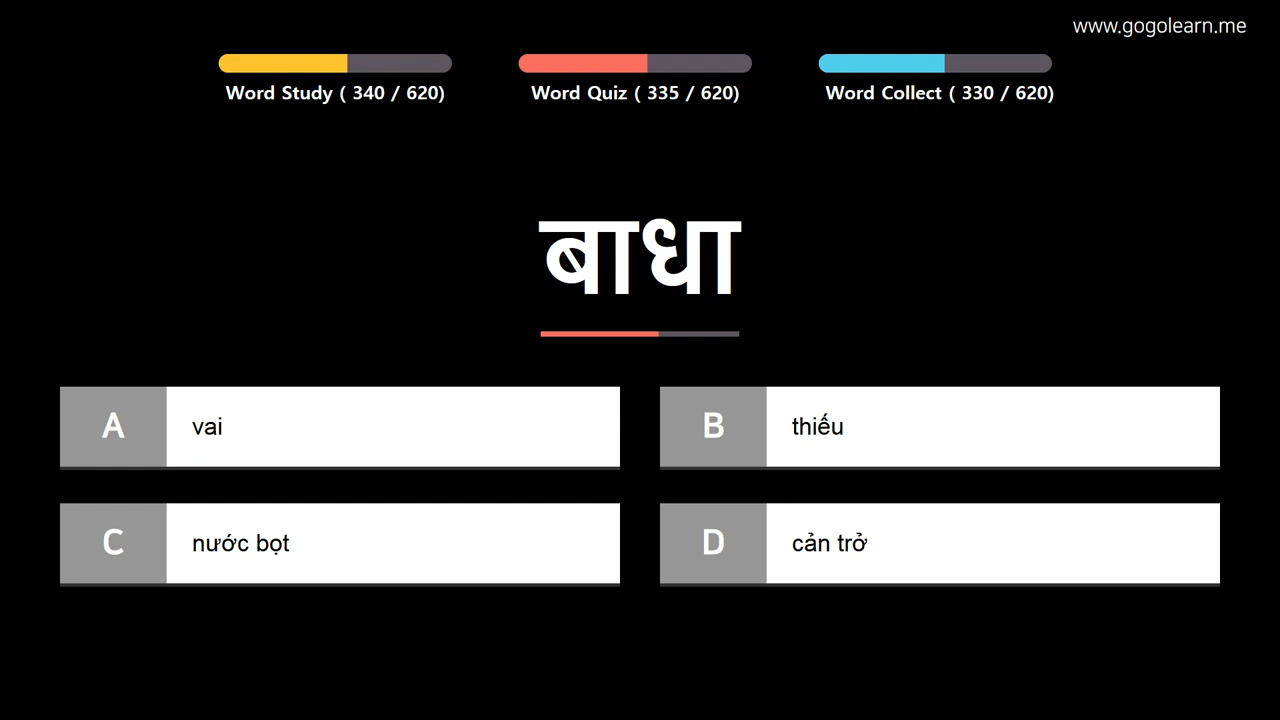 www.gogolearn.me
Word Study ( 340 / 620)
Word Quiz ( 335 / 620)
Word Collect ( 330 / 620)
बाधा
A vai
B thiếu
C nước bọt
D cản trở